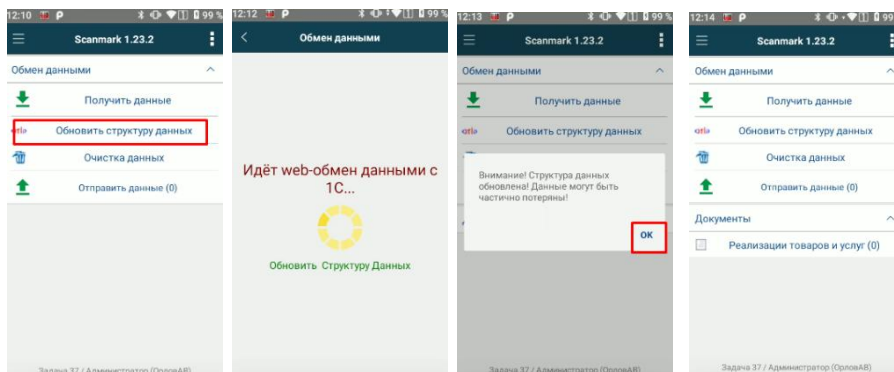 12:10 P 99 %
Scanmark 1.23.2
Обмен данными
Получить данные
Обновить структуру данных
Очистка данных
Отправить данные (0)
Задача 37 / Администратор (ОрловАВ)
12:12 P 99 %
Обмен данными
Идёт web-обмен данными с
1С...
Обновить Структуру Данных
12:13 P 99 %
Scanmark 1.23.2
Обмен данными
Получить данные
Обновить структуру данных
Внимание! Структура данных
обновлена! Данные могут быть
частично потеряны!
ОК
Задача 37 / Администратор (ОрловАВ)
12:14 P 99
Scanmark 1.23.2
Обмен данными
Получить данные
Обновить структуру данных
Очистка данных
Отправить данные (0)
Документы
Реализации товаров и услуг (0)
Задача 37 / Администратор (ОрловАВ)